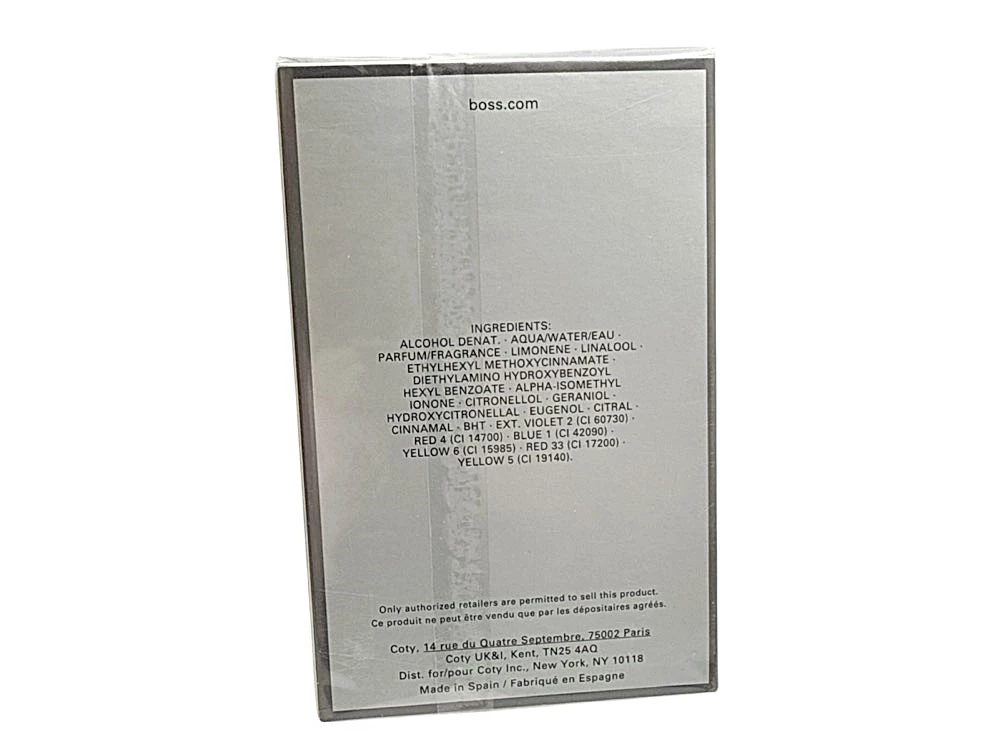 boss.com
INGREDIENTS:
ALCOHOL DENAT. · AQUA/WATER/EAU ·
PARFUM/FRAGRANCE · LIMONENE · LINALOOL ·
ETHYLHEXYL METHOXYCINNAMATE ·
DIETHYLAMINO HYDROXYBENZOYL
HEXYL BENZOATE · ALPHA-ISOMETHYL
IONONE · CITRONELLOL · GERANIOL ·
HYDROXYCITRONELLAL · EUGENOL · CITRAL ·
CINNAMAL · BHT · EXT. VIOLET 2 (CI 60730) ·
RED 4 (CI 14700) · BLUE 1 (CI 42090) ·
YELLOW 6 (CI 15985) · RED 33 (CI 17200) ·
YELLOW 5 (CI 19140).
Only authorized retailers are permitted to sell this product.
Ce produit ne peut être vendu que par les dépositaires agréés.
Coty, 14 rue du Quatre Septembre, 75002 Paris
Coty UK&I, Kent, TN25 4AQ
Dist. for/pour Coty Inc., New York, NY 10118
Made in Spain / Fabriqué en Espagne